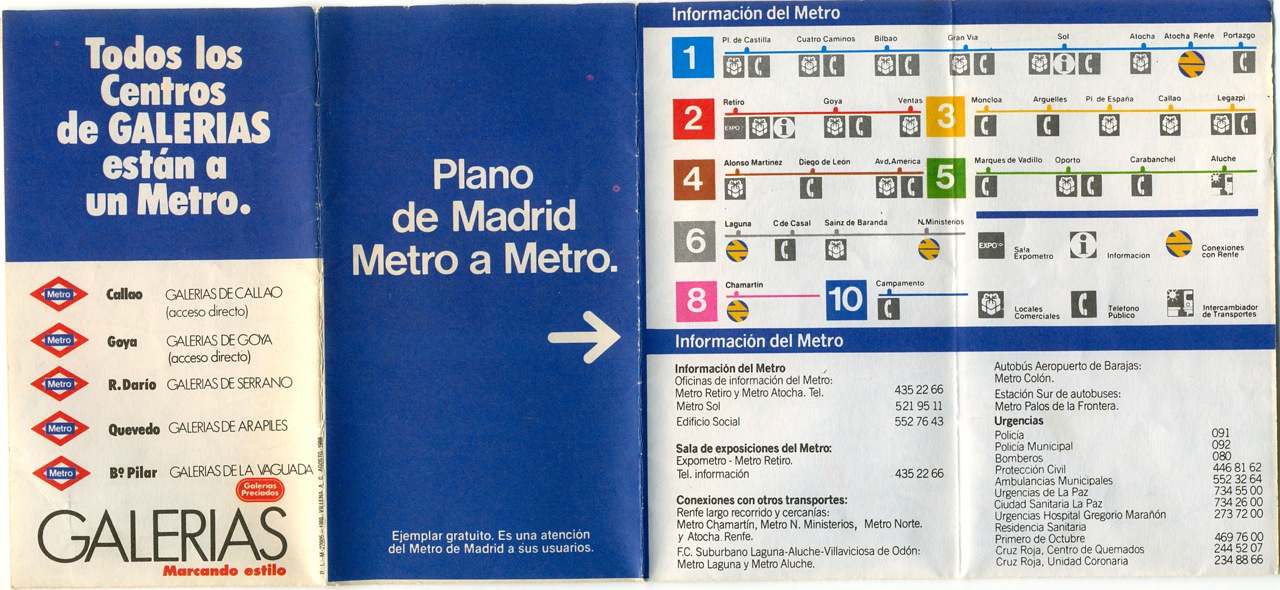 Todos los
Centros
de GALERIAS
están a
un Metro.
Metro Callao GALERIAS DE CALLAO
(acceso directo)
Metro Goya GALERIAS DE GOYA
(acceso directo)
Metro R. Darío GALERIAS DE SERRANO
Metro Quevedo GALERIAS DE ARAPILES
Metro Bº Pilar GALERIAS DE LA VAGUADA
Galerías
Preciados
GALERIAS
Marcando estilo
Plano
de Madrid
Metro a Metro.
Ejemplar gratuito. Es una atención
del Metro de Madrid a sus usuarios.
Información del Metro
1 Pl. de Castilla Cuatro Caminos Bilbao Gran Via Sol Atocha Atocha Renfe Portazgo
2 Retiro Goya Ventas
EXPO
3 Moncloa Arguelles Pl. de España Callao Legazpi
4 Alonso Martinez Diego de León Avd. America
5 Marques de Vadillo Oporto Carabanchel Aluche
6 Laguna C de Casal Sainz de Baranda N. Ministerios
8 Chamartín
10 Campamento
EXPO Sala
Expometro
Informacion
Conexiones
con Renfe
Locales
Comerciales
Teléfono
Público
Intercambiador
de Transportes
Información del Metro
Información del Metro
Oficinas de información del Metro:
Metro Retiro y Metro Atocha. Tel. 435 22 66
Metro Sol 521 95 11
Edificio Social 552 76 43
Sala de exposiciones del Metro:
Expometro - Metro Retiro.
Tel. información 435 22 66
Conexiones con otros transportes:
Renfe largo recorrido y cercanías:
Metro Chamartín, Metro N. Ministerios, Metro Norte.
y Atocha. Renfe.
F.C. Suburbano Laguna-Aluche-Villaviciosa de Odón:
Metro Laguna y Metro Aluche.
Autobús Aeropuerto de Barajas:
Metro Colón.
Estación Sur de autobuses:
Metro Palos de la Frontera.
Urgencias
Policía 091
Policía Municipal 092
Bomberos 080
Protección Civil 446 81 62
Ambulancias Municipales 552 32 64
Urgencias de La Paz 734 55 00
Ciudad Sanitaria La Paz 734 26 00
Urgencias Hospital Gregorio Marañón 273 72 00
Residencia Sanitaria
Primero de Octubre 469 76 00
Cruz Roja, Centro de Quemados 244 52 07
Cruz Roja, Unidad Coronaria 234 88 66